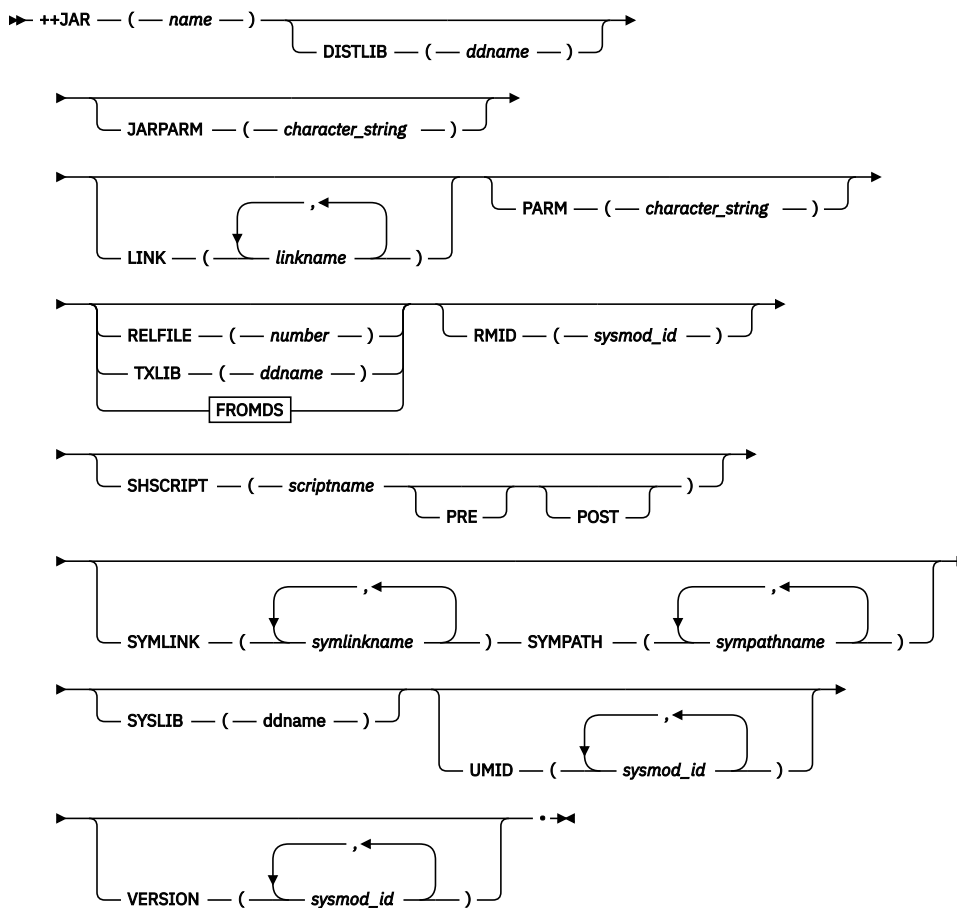 ++JAR ( name )
DISTLIB ( ddname )
JARPARM ( character_string )
,
LINK ( linkname )
PARM ( character_string )
RELFILE ( number )
TXLIB ( ddname )
FROMDS
RMID ( sysmod_id )
SHSCRIPT ( scriptname )
PRE POST
, ,
SYMLINK ( symlinkname ) SYMPATH ( sympathname )
SYSLIB ( ddname )
,
UMID ( sysmod_id )
.
,
VERSION ( sysmod_id )